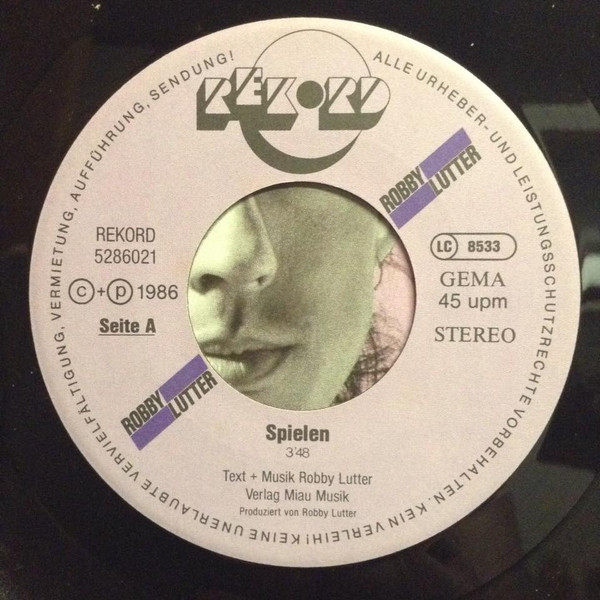 ALLE URHEBER- UND LEISTUNGSSCHUTZRECHTE VORBEHALTEN. KEIN VERLEIH! KEINE UNERLAUBTE VERVIELFÄLTIGUNG, VERMIETUNG, AUFFÜHRUNG, SENDUNG!
REKORD
ROBBY
LUTTER
REKORD
5286021
LC 8533
GEMA
45 upm
STEREO
C + P 1986
Seite A
ROBBY
LUTTER
Spielen
3'48
Text + Musik Robby Lutter
Verlag Miau Musik
Produziert von Robby Lutter